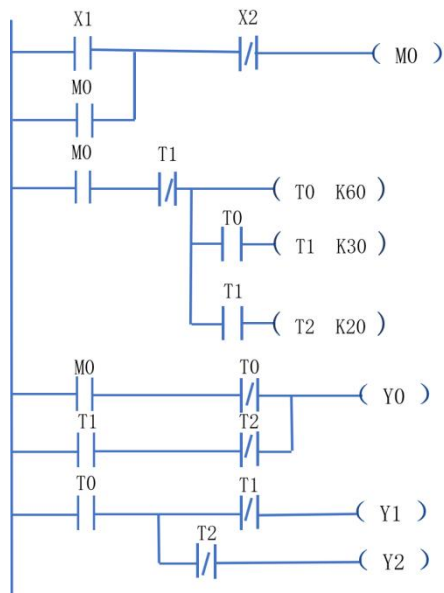 X1 X2
( M0 )
M0
M0 T1
( T0 K60 )
T0
( T1 K30 )
T1
( T2 K20 )
M0 T0
( Y0 )
T1 T2
T0 T1
( Y1 )
T2
( Y2 )